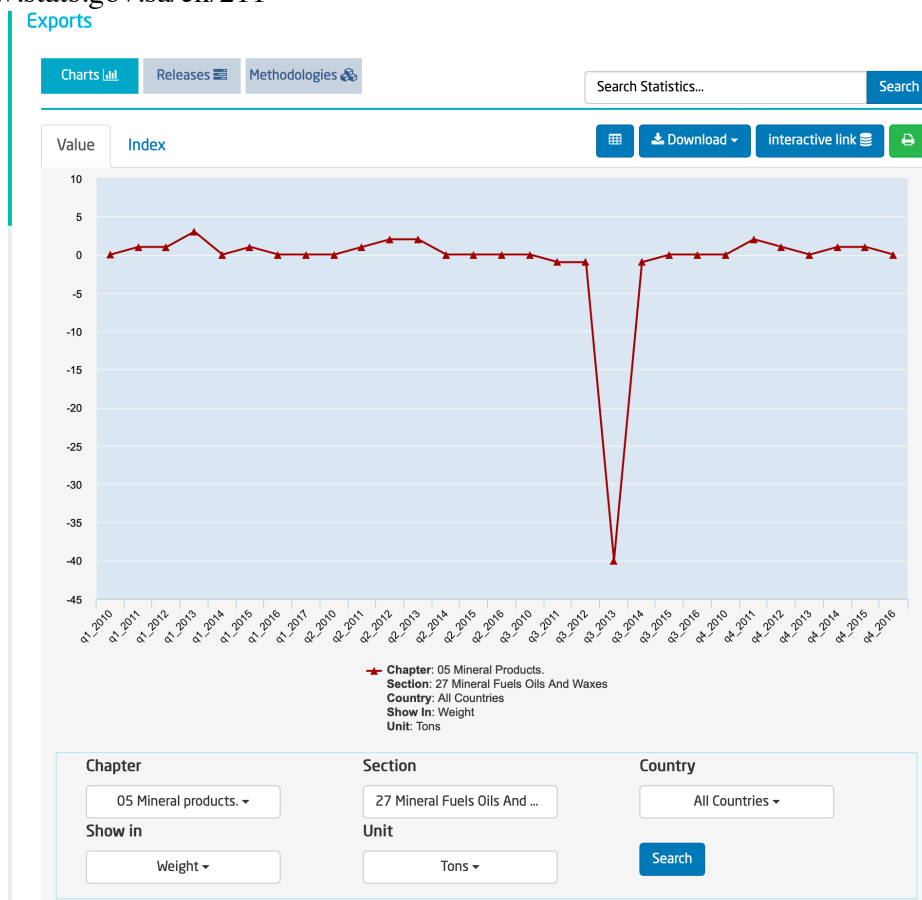 Exports
Charts
Releases
Methodologies
Search Statistics...
Search
Value
Index
Download
interactive link
10
5
0
-5
-10
-15
-20
-25
-30
-35
-40
-45
q1_2010
q1_2011
q1_2012
q1_2013
q1_2014
q1_2015
q1_2016
q1_2017
q2_2010
q2_2011
q2_2012
q2_2013
q2_2014
q2_2015
q2_2016
q3_2010
q3_2011
q3_2012
q3_2013
q3_2014
q3_2015
q3_2016
q4_2010
q4_2011
q4_2012
q4_2013
q4_2014
q4_2015
q4_2016
Chapter: 05 Mineral Products.
Section: 27 Mineral Fuels Oils And Waxes
Country: All Countries
Show In: Weight
Unit: Tons
Chapter
Section
Country
05 Mineral products.
27 Mineral Fuels Oils And ...
All Countries
Show in
Unit
Weight
Tons
Search